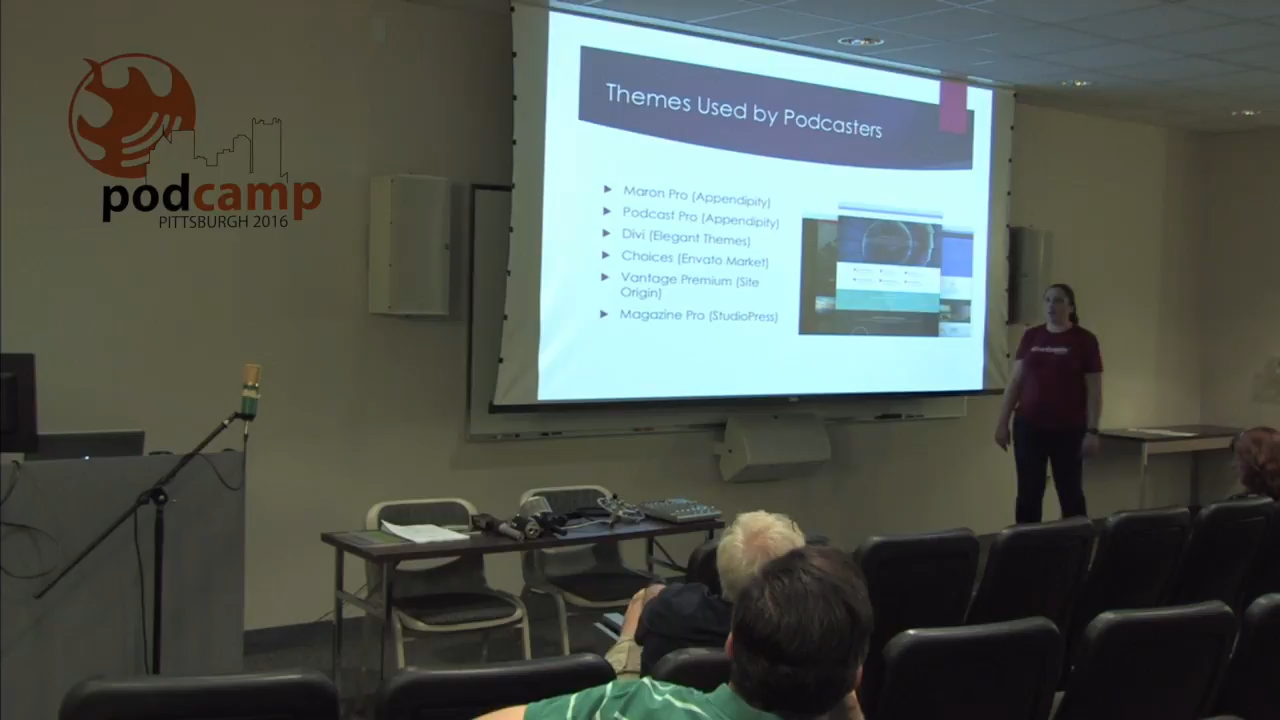 podcamp
PITTSBURGH 2016
Themes Used by Podcasters
Maron Pro (Appendipity)
Podcast Pro (Appendipity)
Divi (Elegant Themes)
Choices (Envato Market)
Vantage Premium (Site
Origin)
Magazine Pro (StudioPress)